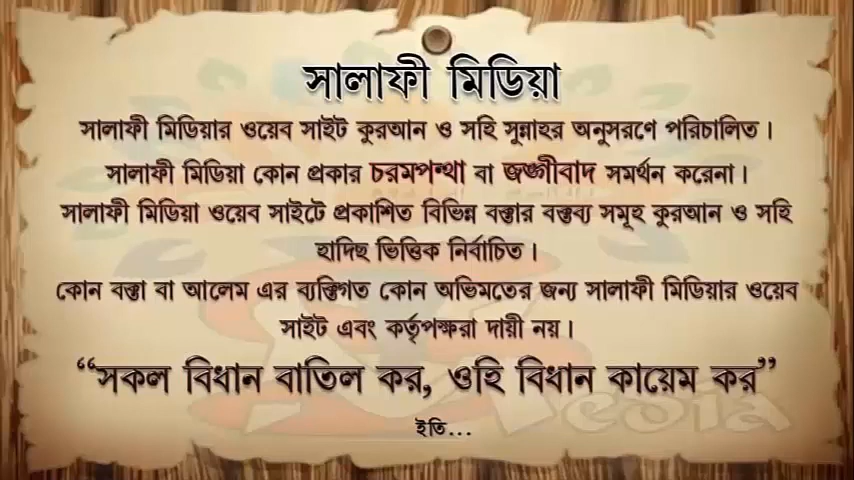 সালাফী মিডিয়া
সালাফী মিডিয়ার ওয়েব সাইট কুরআন ও সহি সুন্নাহর অনুসরণে পরিচালিত।
সালাফী মিডিয়া কোন প্রকার চরমপন্থা বা জঙ্গীবাদ সমর্থন করেনা।
সালাফী মিডিয়া ওয়েব সাইটে প্রকাশিত বিভিন্ন বক্তার বক্তব্য সমূহ কুরআন ও সহি
হাদিছ ভিত্তিক নির্বাচিত।
কোন বক্তা বা আলেম এর ব্যক্তিগত কোন অভিমতের জন্য সালাফী মিডিয়ার ওয়েব
সাইট এবং কর্তৃপক্ষরা দায়ী নয়।
“সকল বিধান বাতিল কর, ওহি বিধান কায়েম কর”
ইতি...